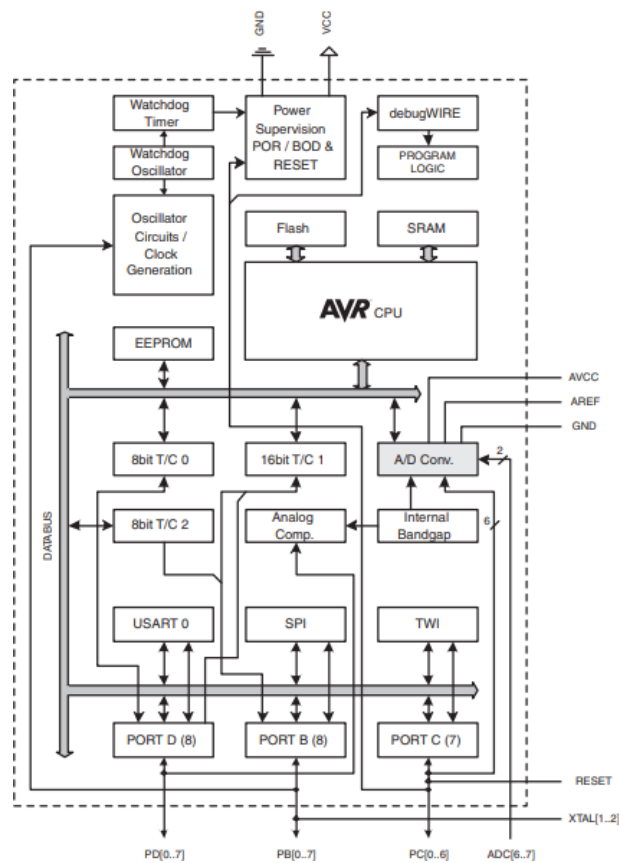 GND
VCC
Watchdog
Timer
Power
Supervision
POR / BOD &
RESET
debugWIRE
Watchdog
Oscillator
PROGRAM
LOGIC
Oscillator
Circuits /
Clock
Generation
Flash
SRAM
AVR CPU
EEPROM
AVCC
AREF
GND
8bit T/C 0
16bit T/C 1
A/D Conv.
2
8bit T/C 2
Analog
Comp.
Internal
Bandgap
6
DATABUS
USART 0
SPI
TWI
PORT D (8)
PORT B (8)
PORT C (7)
RESET
XTAL[1..2]
PD[0..7]
PB[0..7]
PC[0..6]
ADC[6..7]